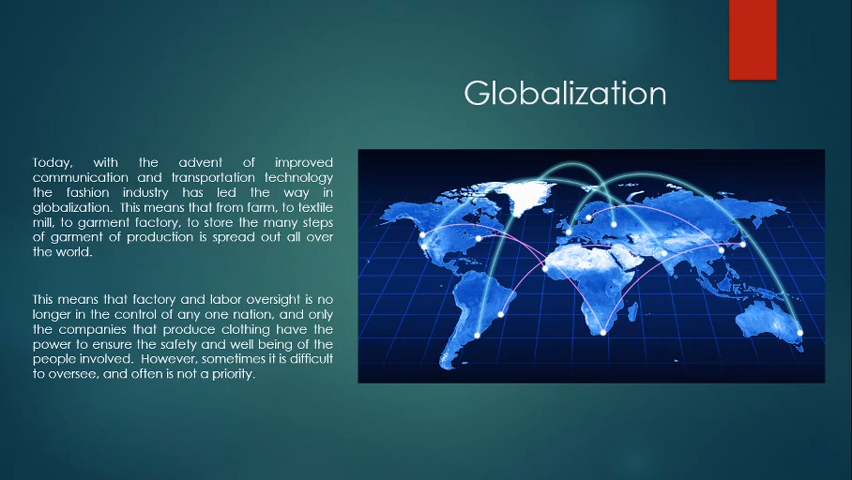 Globalization
Today, with the advent of improved
communication and transportation technology
the fashion industry has led the way in
globalization. This means that from farm, to textile
mill, to garment factory, to store the many steps
of garment of production is spread out all over
the world.
This means that factory and labor oversight is no
longer in the control of any one nation, and only
the companies that produce clothing have the
power to ensure the safety and well being of the
people involved. However, sometimes it is difficult
to oversee, and often is not a priority.